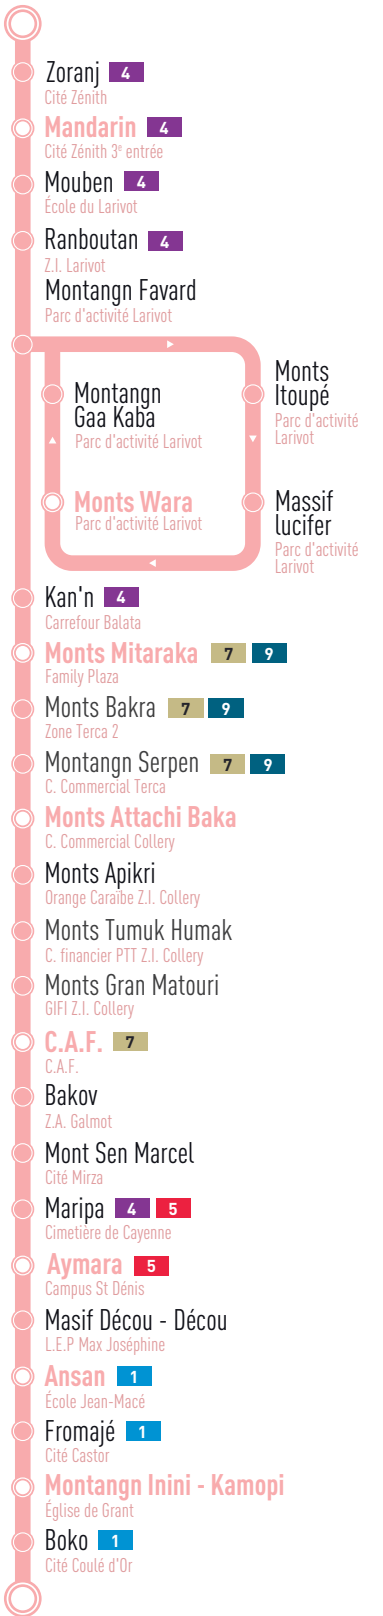 Zoranj 4
Cité Zénith
Mandarin 4
Cité Zénith 3e entrée
Mouben 4
École du Larivot
Ranboutan 4
Z.I. Larivot
Montangn Favard
Parc d'activité Larivot
Montangn
Gaa Kaba
Parc d'activité Larivot
Monts Wara
Parc d'activité Larivot
Monts
Itoupé
Parc d'activité
Larivot
Massif
lucifer
Parc d'activité
Larivot
Kan'n 4
Carrefour Balata
Monts Mitaraka 7 9
Family Plaza
Monts Bakra 7 9
Zone Terca 2
Montangn Serpen 7 9
C. Commercial Terca
Monts Attachi Baka
C. Commercial Collery
Monts Apikri
Orange Caraïbe Z.I. Collery
Monts Tumuk Humak
C. financier PTT Z.I. Collery
Monts Gran Matouri
GIFI Z.I. Collery
C.A.F. 7
C.A.F.
Bakov
Z.A. Galmot
Mont Sen Marcel
Cité Mirza
Maripa 4 5
Cimetière de Cayenne
Aymara 5
Campus St Dénis
Masif Décou - Décou
L.E.P Max Joséphine
Ansan 1
École Jean-Macé
Fromajé 1
Cité Castor
Montangn Inini - Kamopi
Église de Grant
Boko 1
Cité Coulé d'Or